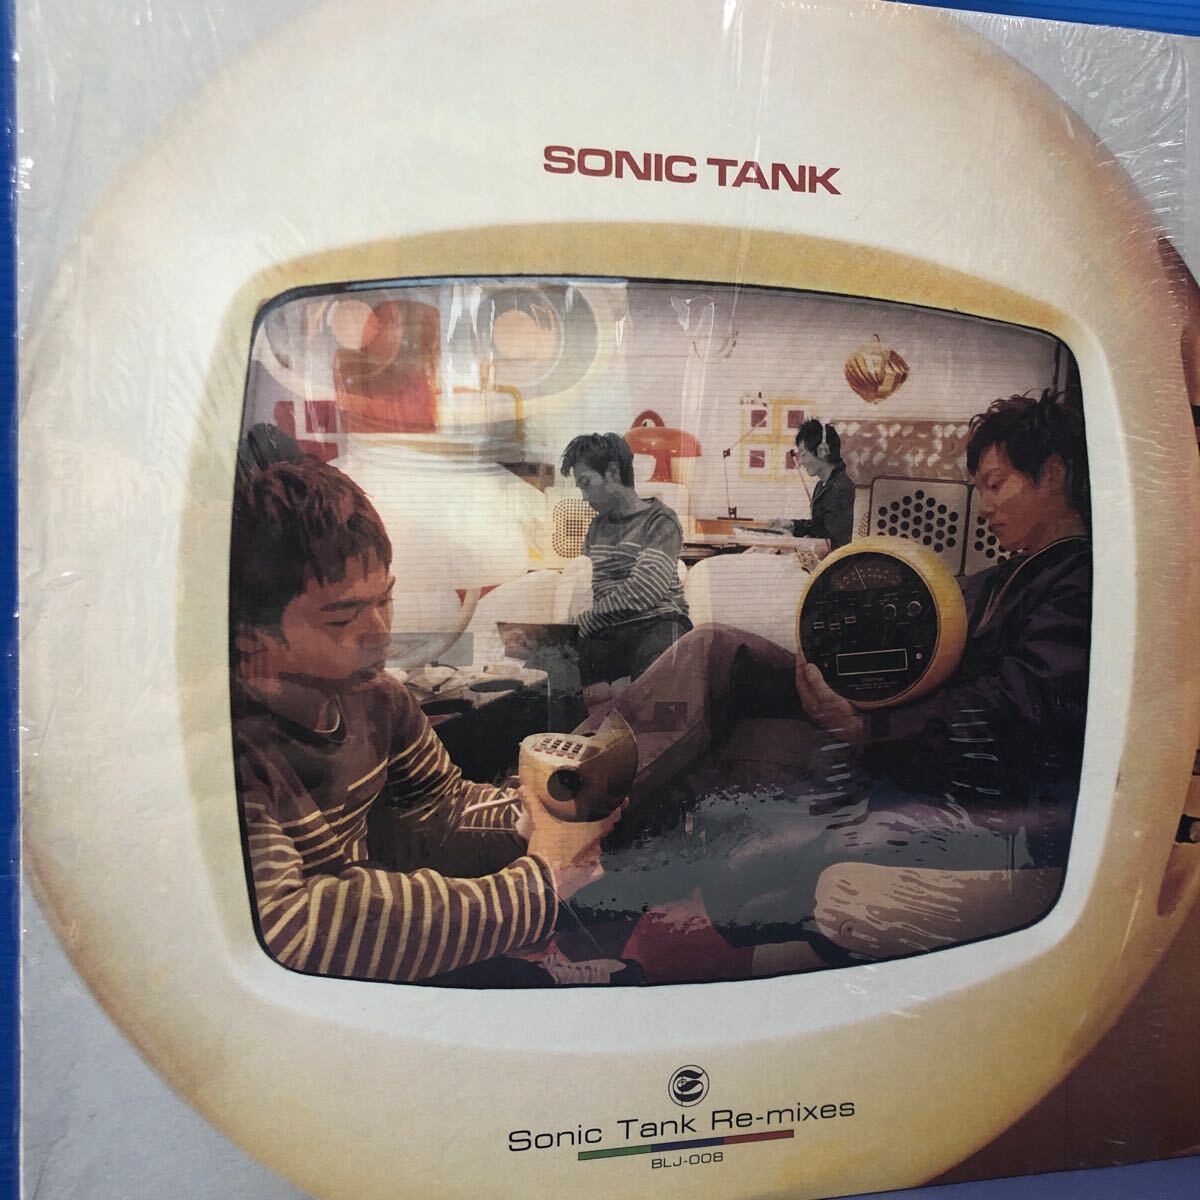 SONIC TANK
Sonic Tank Re-mixes
BLJ-008